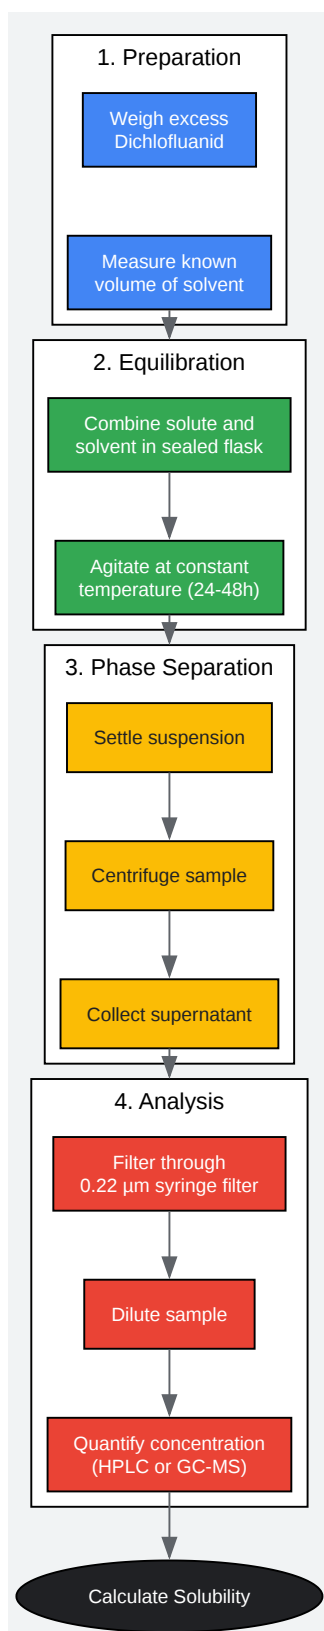 1. Preparation
Weigh excess
Dichlofluanid
Measure known
volume of solvent
2. Equilibration
Combine solute and
solvent in sealed flask
Agitate at constant
temperature (24-48h)
3. Phase Separation
Settle suspension
Centrifuge sample
Collect supernatant
4. Analysis
Filter through
0.22 µm syringe filter
Dilute sample
Quantify concentration
(HPLC or GC-MS)
Calculate Solubility